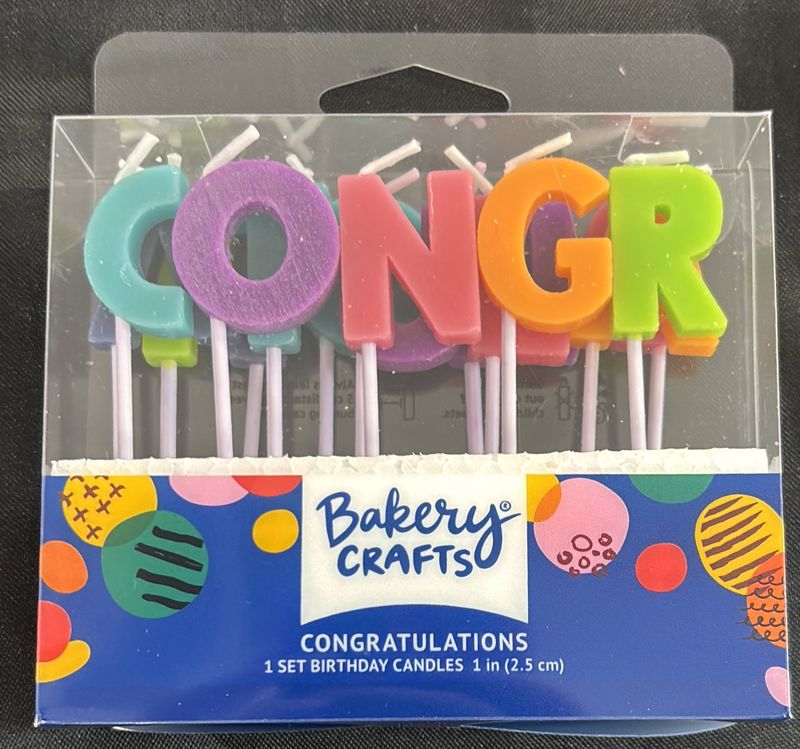 CONGR
Bakery®
CRAFTS
CONGRATULATIONS
1 SET BIRTHDAY CANDLES 1 in (2.5 cm)